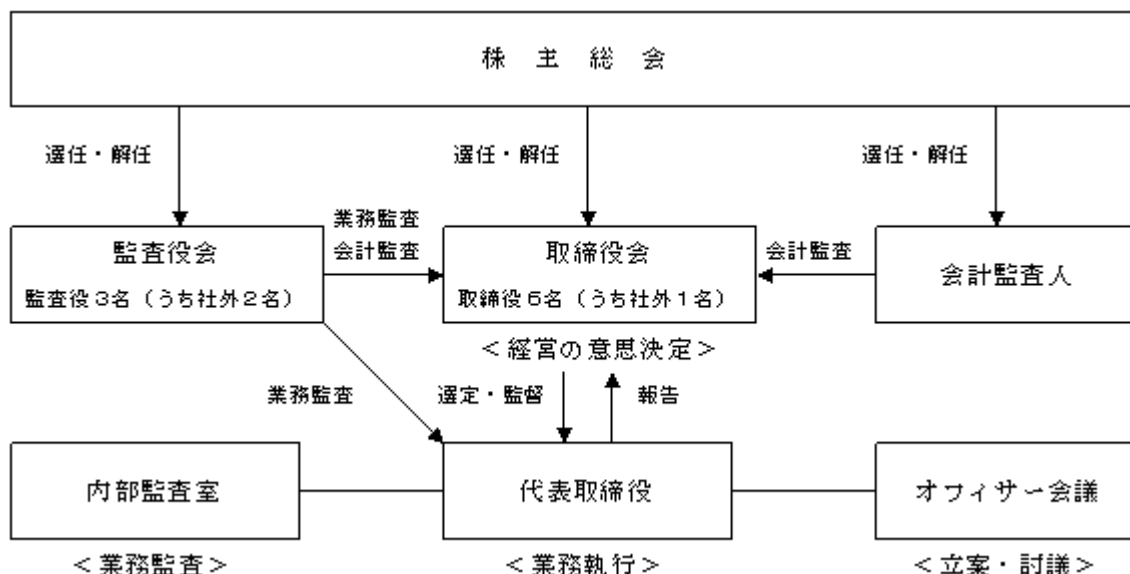 株主総会
選任・解任
選任・解任
選任・解任
業務監査
会計監査
会計監査
監査役会
監査役3名（うち社外2名）
取締役会
取締役6名（うち社外1名）
会計監査人
＜経営の意思決定＞
業務監査
選定・監督
報告
内部監査室
代表取締役
オフィサー会議
＜業務監査＞
＜業務執行＞
＜立案・討議＞